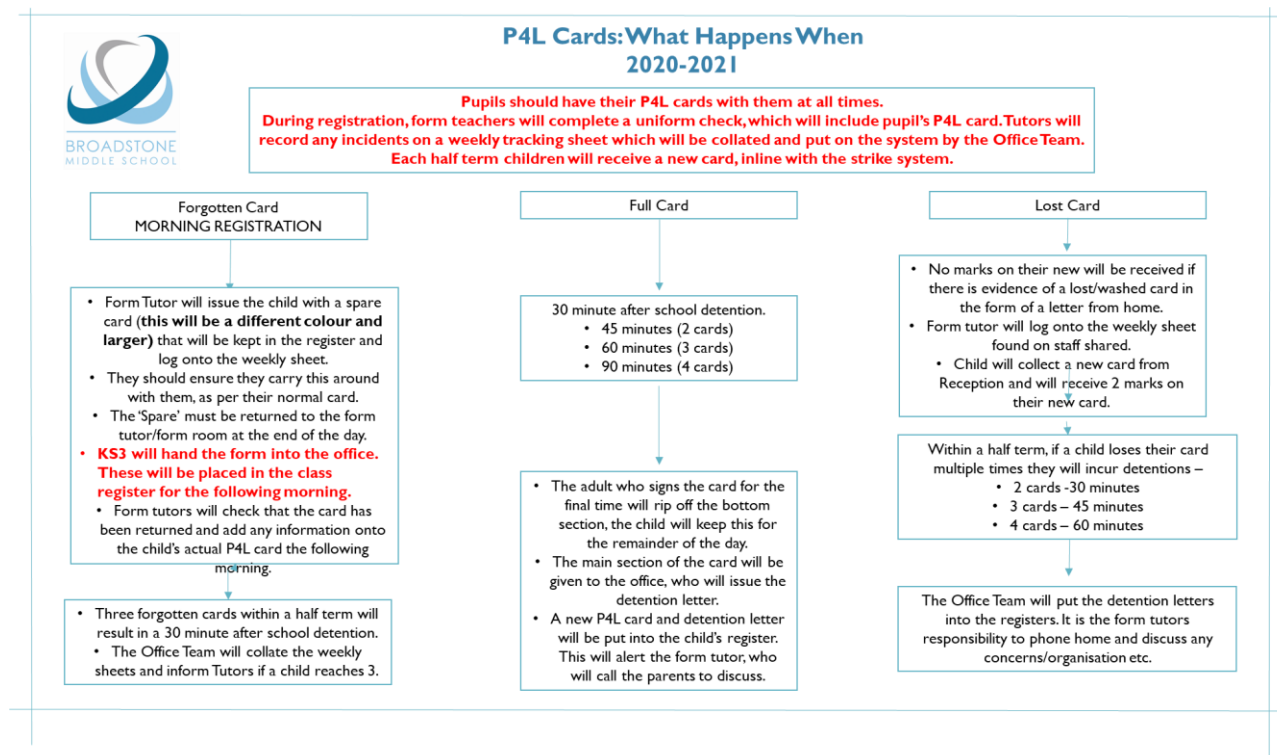 P4L Cards: What Happens When
2020-2021
BROADSTONE
MIDDLE SCHOOL
Pupils should have their P4L cards with them at all times.
During registration, form teachers will complete a uniform check, which will include pupil's P4L card. Tutors will
record any incidents on a weekly tracking sheet which will be collated and put on the system by the Office Team.
Each half term children will receive a new card, inline with the strike system.
Forgotten Card
MORNING REGISTRATION
• Form Tutor will issue the child with a spare
card (this will be a different colour and
larger) that will be kept in the register and
log onto the weekly sheet.
• They should ensure they carry this around
with them, as per their normal card.
• The 'Spare' must be returned to the form
tutor/form room at the end of the day.
• KS3 will hand the form into the office.
These will be placed in the class
register for the following morning.
• Form tutors will check that the card has
been returned and add any information onto
the child's actual P4L card the following
morning.
• Three forgotten cards within a half term will
result in a 30 minute after school detention.
• The Office Team will collate the weekly
sheets and inform Tutors if a child reaches 3.
Full Card
30 minute after school detention.
• 45 minutes (2 cards)
• 60 minutes (3 cards)
• 90 minutes (4 cards)
• The adult who signs the card for the
final time will rip off the bottom
section, the child will keep this for
the remainder of the day.
• The main section of the card will be
given to the office, who will issue the
detention letter.
• A new P4L card and detention letter
will be put into the child's register.
This will alert the form tutor, who
will call the parents to discuss.
Lost Card
• No marks on their new will be received if
there is evidence of a lost/washed card in
the form of a letter from home.
• Form tutor will log onto the weekly sheet
found on staff shared.
• Child will collect a new card from
Reception and will receive 2 marks on
their new card.
Within a half term, if a child loses their card
multiple times they will incur detentions –
• 2 cards -30 minutes
• 3 cards – 45 minutes
• 4 cards – 60 minutes
The Office Team will put the detention letters
into the registers. It is the form tutors
responsibility to phone home and discuss any
concerns/organisation etc.